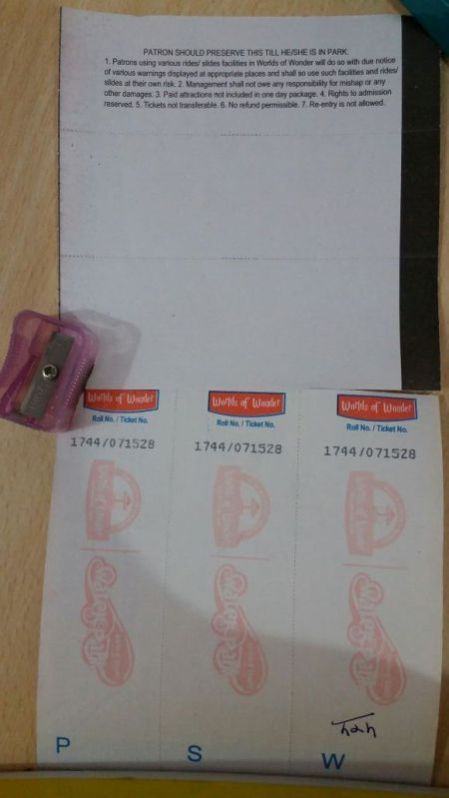 PATRON SHOULD PRESERVE THIS TILL HE/SHE IS IN PARK.
1. Patrons using various rides/ slides facilities in Worlds of Wonder will do so with due notice
of various warnings displayed at appropriate places and shall so use such facilities and rides/
slides at their own risk. 2. Management shall not owe any responsibility for mishap or any
other damages. 3. Paid attractions not included in one day package. 4. Rights to admission
reserved. 5. Tickets not transferable. 6. No refund permissible. 7. Re-entry is not allowed.
Worlds of Wonder
Roll No. / Ticket No.
1744/071528
P
Worlds of Wonder
Roll No. / Ticket No.
1744/071528
S
Worlds of Wonder
Roll No. / Ticket No.
1744/071528
W